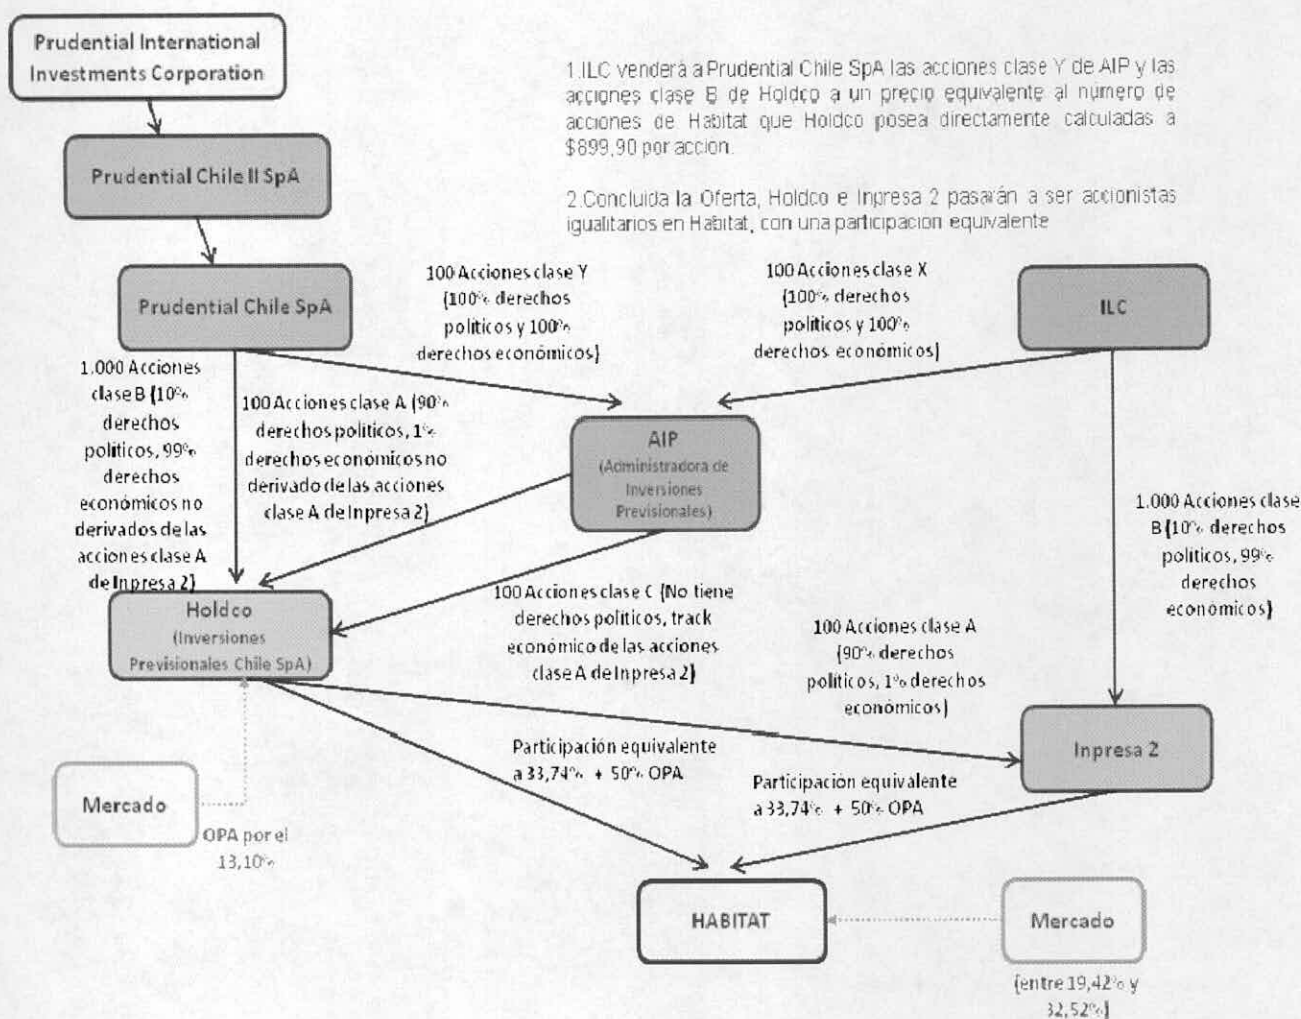 Prudential International
Investments Corporation
1.ILC venderá a Prudential Chile SpA las acciones clase Y de AIP y las
acciones clase B de Holdco a un precio equivalente al número de
acciones de Habitat que Holdco posea directamente calculadas a
$899,90 por acción.
2.Concluida la Oferta, Holdco e Inpresa 2 pasarán a ser accionistas
igualitarios en Habitat, con una participación equivalente
Prudential Chile II SpA
Prudential Chile SpA
100 Acciones clase Y
(100% derechos
políticos y 100%
derechos económicos)
100 Acciones clase X
(100% derechos
políticos y 100%
derechos económicos)
ILC
1.000 Acciones
clase B (10%
derechos
políticos, 99%
derechos
económicos no
derivados de las
acciones clase A
de Inpresa 2)
100 Acciones clase A (90%
derechos políticos, 1%
derechos económicos no
derivado de las acciones
clase A de Inpresa 2)
AIP
(Administradora de
Inversiones
Previsionales)
1.000 Acciones clase
B (10% derechos
políticos, 99%
derechos
económicos)
Holdco
(Inversiones
Previsionales Chile SpA)
100 Acciones clase C (No tiene
derechos políticos, track
económico de las acciones
clase A de Inpresa 2)
100 Acciones clase A
(90% derechos
políticos, 1% derechos
económicos)
Inpresa 2
Participación equivalente
a 33,74% + 50% OPA
Participación equivalente
a 33,74% + 50% OPA
Mercado
OPA por el
13,10%
HABITAT
Mercado
(entre 19,42% y
32,52%)